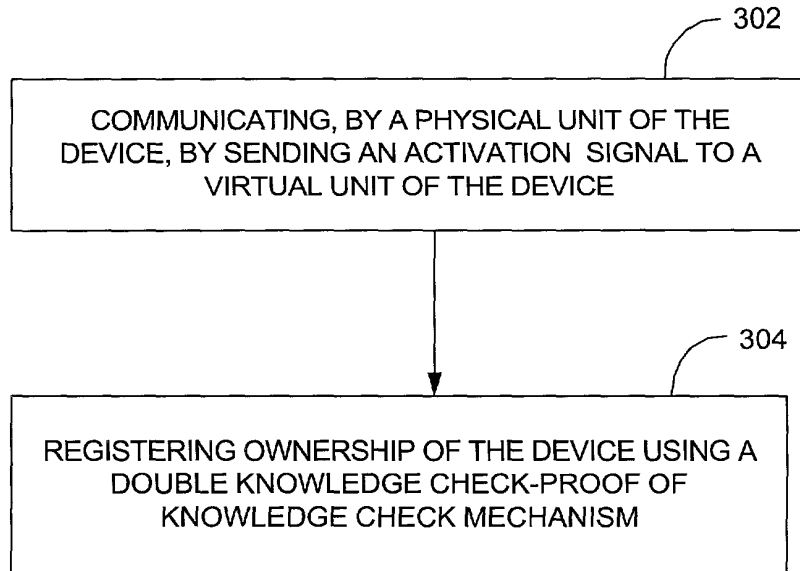 302
COMMUNICATING, BY A PHYSICAL UNIT OF THE
DEVICE, BY SENDING AN ACTIVATION SIGNAL TO A
VIRTUAL UNIT OF THE DEVICE
304
REGISTERING OWNERSHIP OF THE DEVICE USING A
DOUBLE KNOWLEDGE CHECK-PROOF OF
KNOWLEDGE CHECK MECHANISM